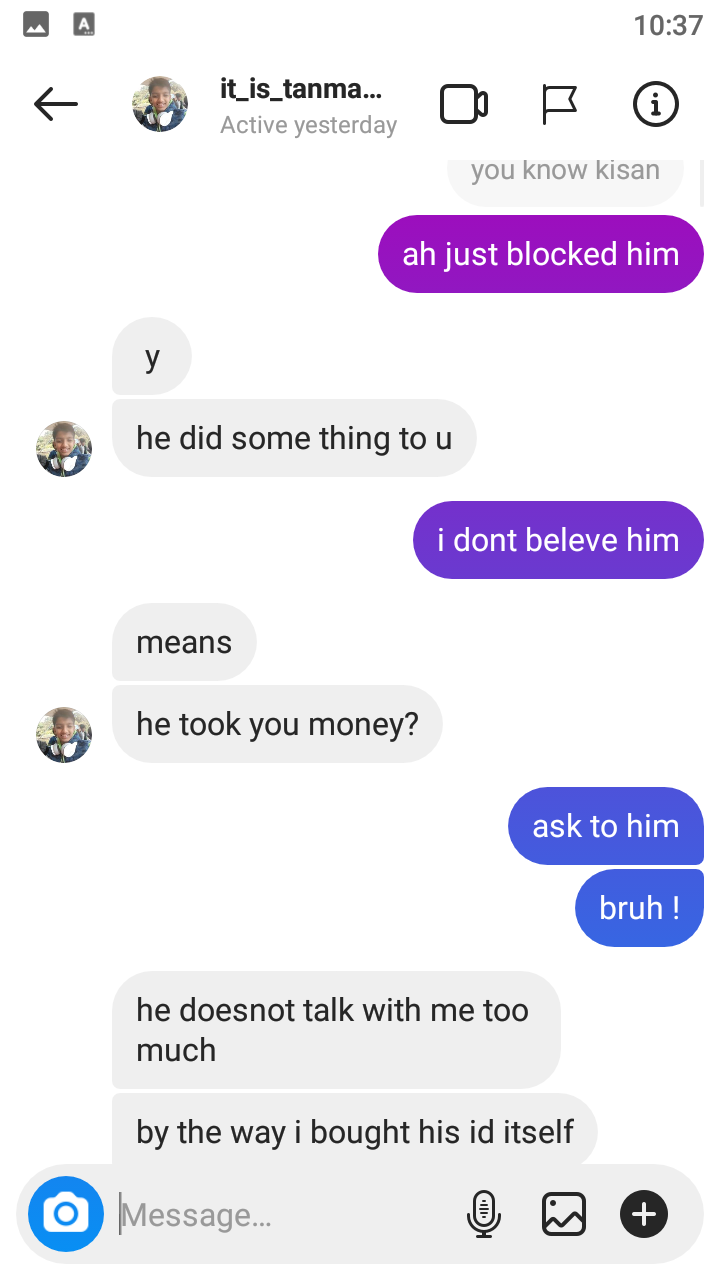 10:37
it_is_tanma...
Active yesterday
you know kisan
ah just blocked him
y
he did some thing to u
i dont beleve him
means
he took you money?
ask to him
bruh !
he doesnot talk with me too
much
by the way i bought his id itself
Message...